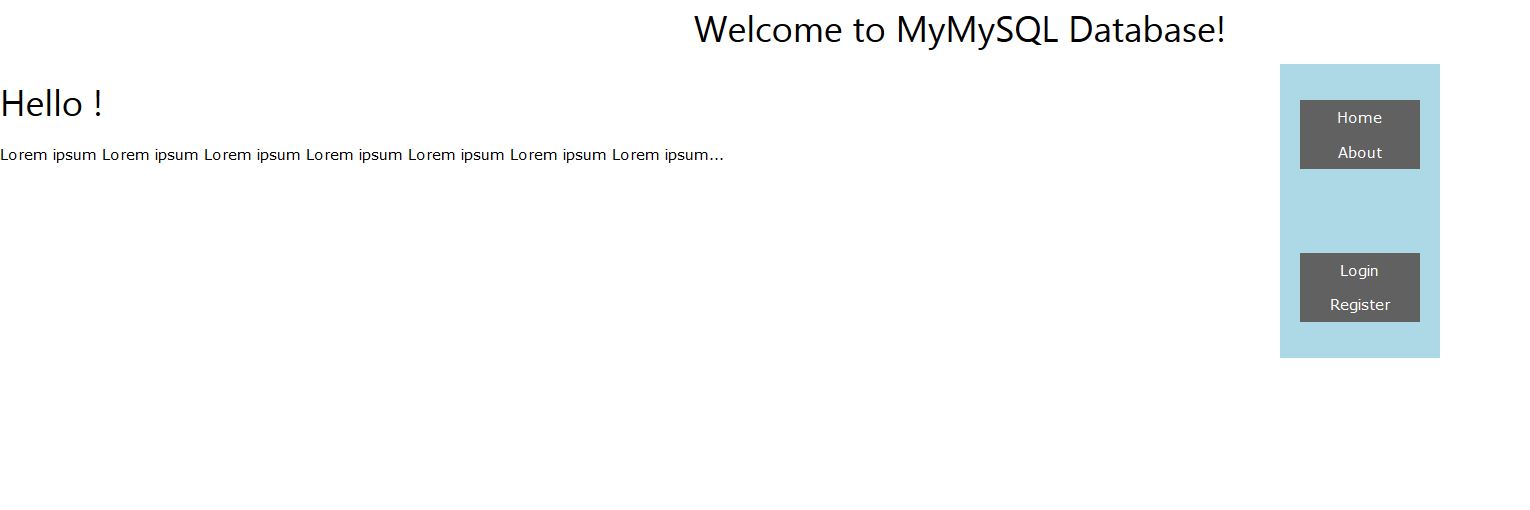 Welcome to MyMySQL Database!
Hello !
Lorem ipsum Lorem ipsum Lorem ipsum Lorem ipsum Lorem ipsum Lorem ipsum Lorem ipsum...
Home
About
Login
Register